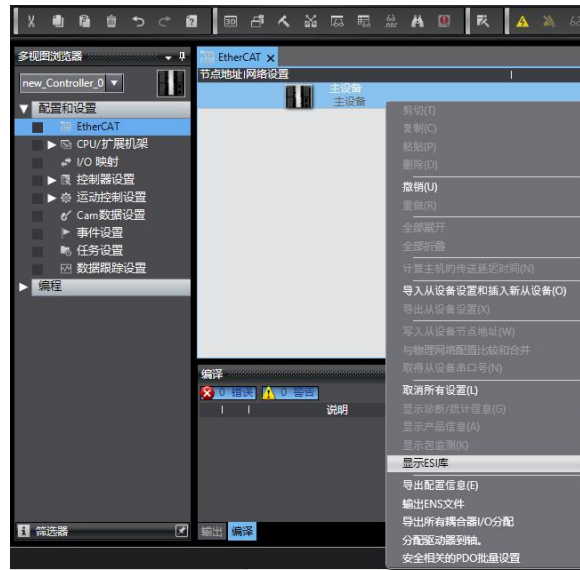 多视图浏览器
new_Controller_0
配置和设置
EtherCAT
CPU/扩展机架
I/O 映射
控制器设置
运动控制设置
Cam数据设置
事件设置
任务设置
数据跟踪设置
编程
筛选器
EtherCAT
节点地址|网络设置
主设备
主设备
剪切(T)
复制(C)
粘贴(P)
删除(D)
撤销(U)
重做(R)
全部展开
全部折叠
计算主机的传送延迟时间(N)
导入从设备设置和插入新从设备(O)
导出从设备设置(X)
写入从设备节点地址(W)
与物理网络配置比较和合并
取得从设备串口号(N)
取消所有设置(L)
显示诊断/统计信息(G)
显示产品信息(A)
显示包监测(K)
显示ESI库
导出配置信息(E)
输出ENS文件
导出所有耦合器I/O分配
分配驱动器到轴。
安全相关的PDO批量设置
编译
0 错误 0 警告
说明
输出 编译